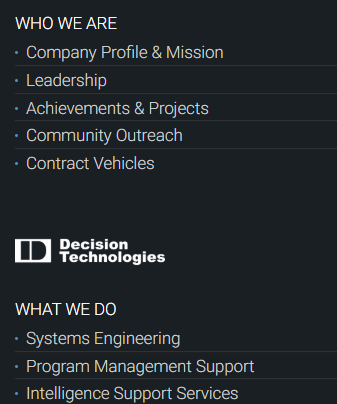 WHO WE ARE
Company Profile & Mission
Leadership
Achievements & Projects
Community Outreach
Contract Vehicles
Decision
Technologies
WHAT WE DO
Systems Engineering
Program Management Support
Intelligence Support Services